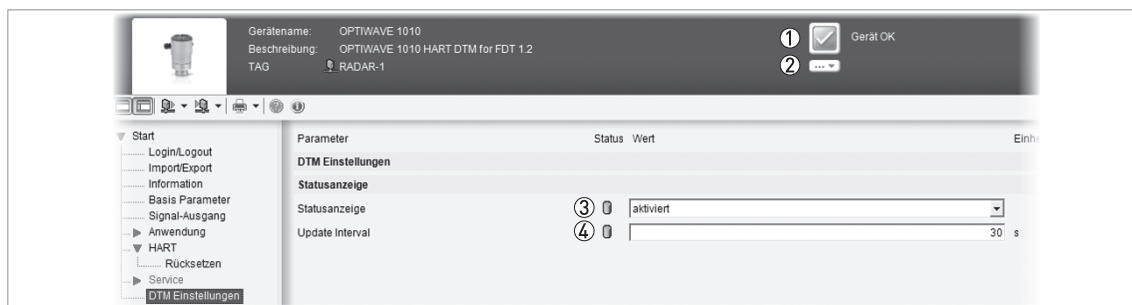 Gerätename: OPTIWAVE 1010
Beschreibung: OPTIWAVE 1010 HART DTM for FDT 1.2
TAG RADAR-1
① Gerät OK
② ...
Start
Login/Logout
Import/Export
Information
Basis Parameter
Signal-Ausgang
Anwendung
HART
Rücksetzen
Service
DTM Einstellungen
Parameter Status Wert Einhe
DTM Einstellungen
Statusanzeige
Statusanzeige ③ aktiviert
Update Interval ④ 30 s